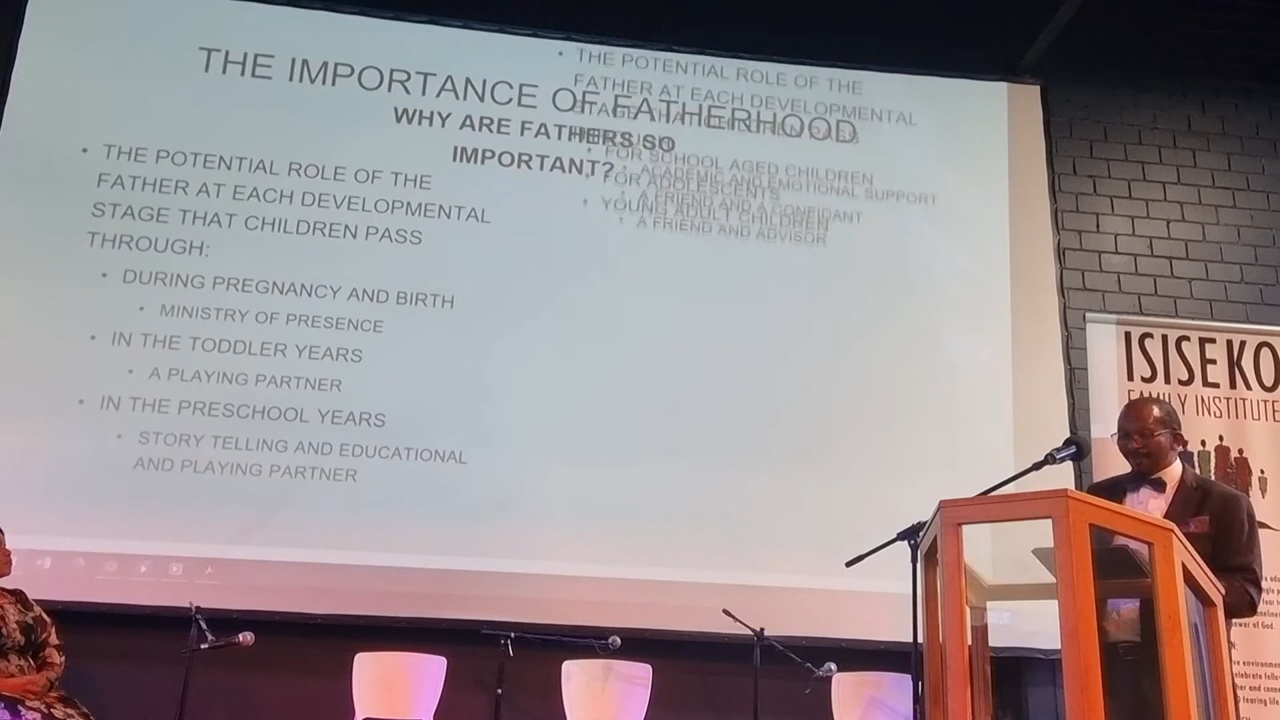 THE IMPORTANCE OF FATHERHOOD
WHY ARE FATHERS SO
IMPORTANT?
• THE POTENTIAL ROLE OF THE
FATHER AT EACH DEVELOPMENTAL
STAGE THAT CHILDREN PASS
THROUGH:
• DURING PREGNANCY AND BIRTH
• MINISTRY OF PRESENCE
• IN THE TODDLER YEARS
• A PLAYING PARTNER
• IN THE PRESCHOOL YEARS
• STORY TELLING AND EDUCATIONAL
AND PLAYING PARTNER
• THE POTENTIAL ROLE OF THE
FATHER AT EACH DEVELOPMENTAL
• FOR SCHOOL AGED CHILDREN
• ACADEMIC AND EMOTIONAL SUPPORT
• FOR ADOLESCENTS
• A FRIEND AND A CONFIDANT
• YOUNG ADULT CHILDREN
• A FRIEND AND ADVISOR
ISISEKO
FAMILY INSTITUTE
power of God.